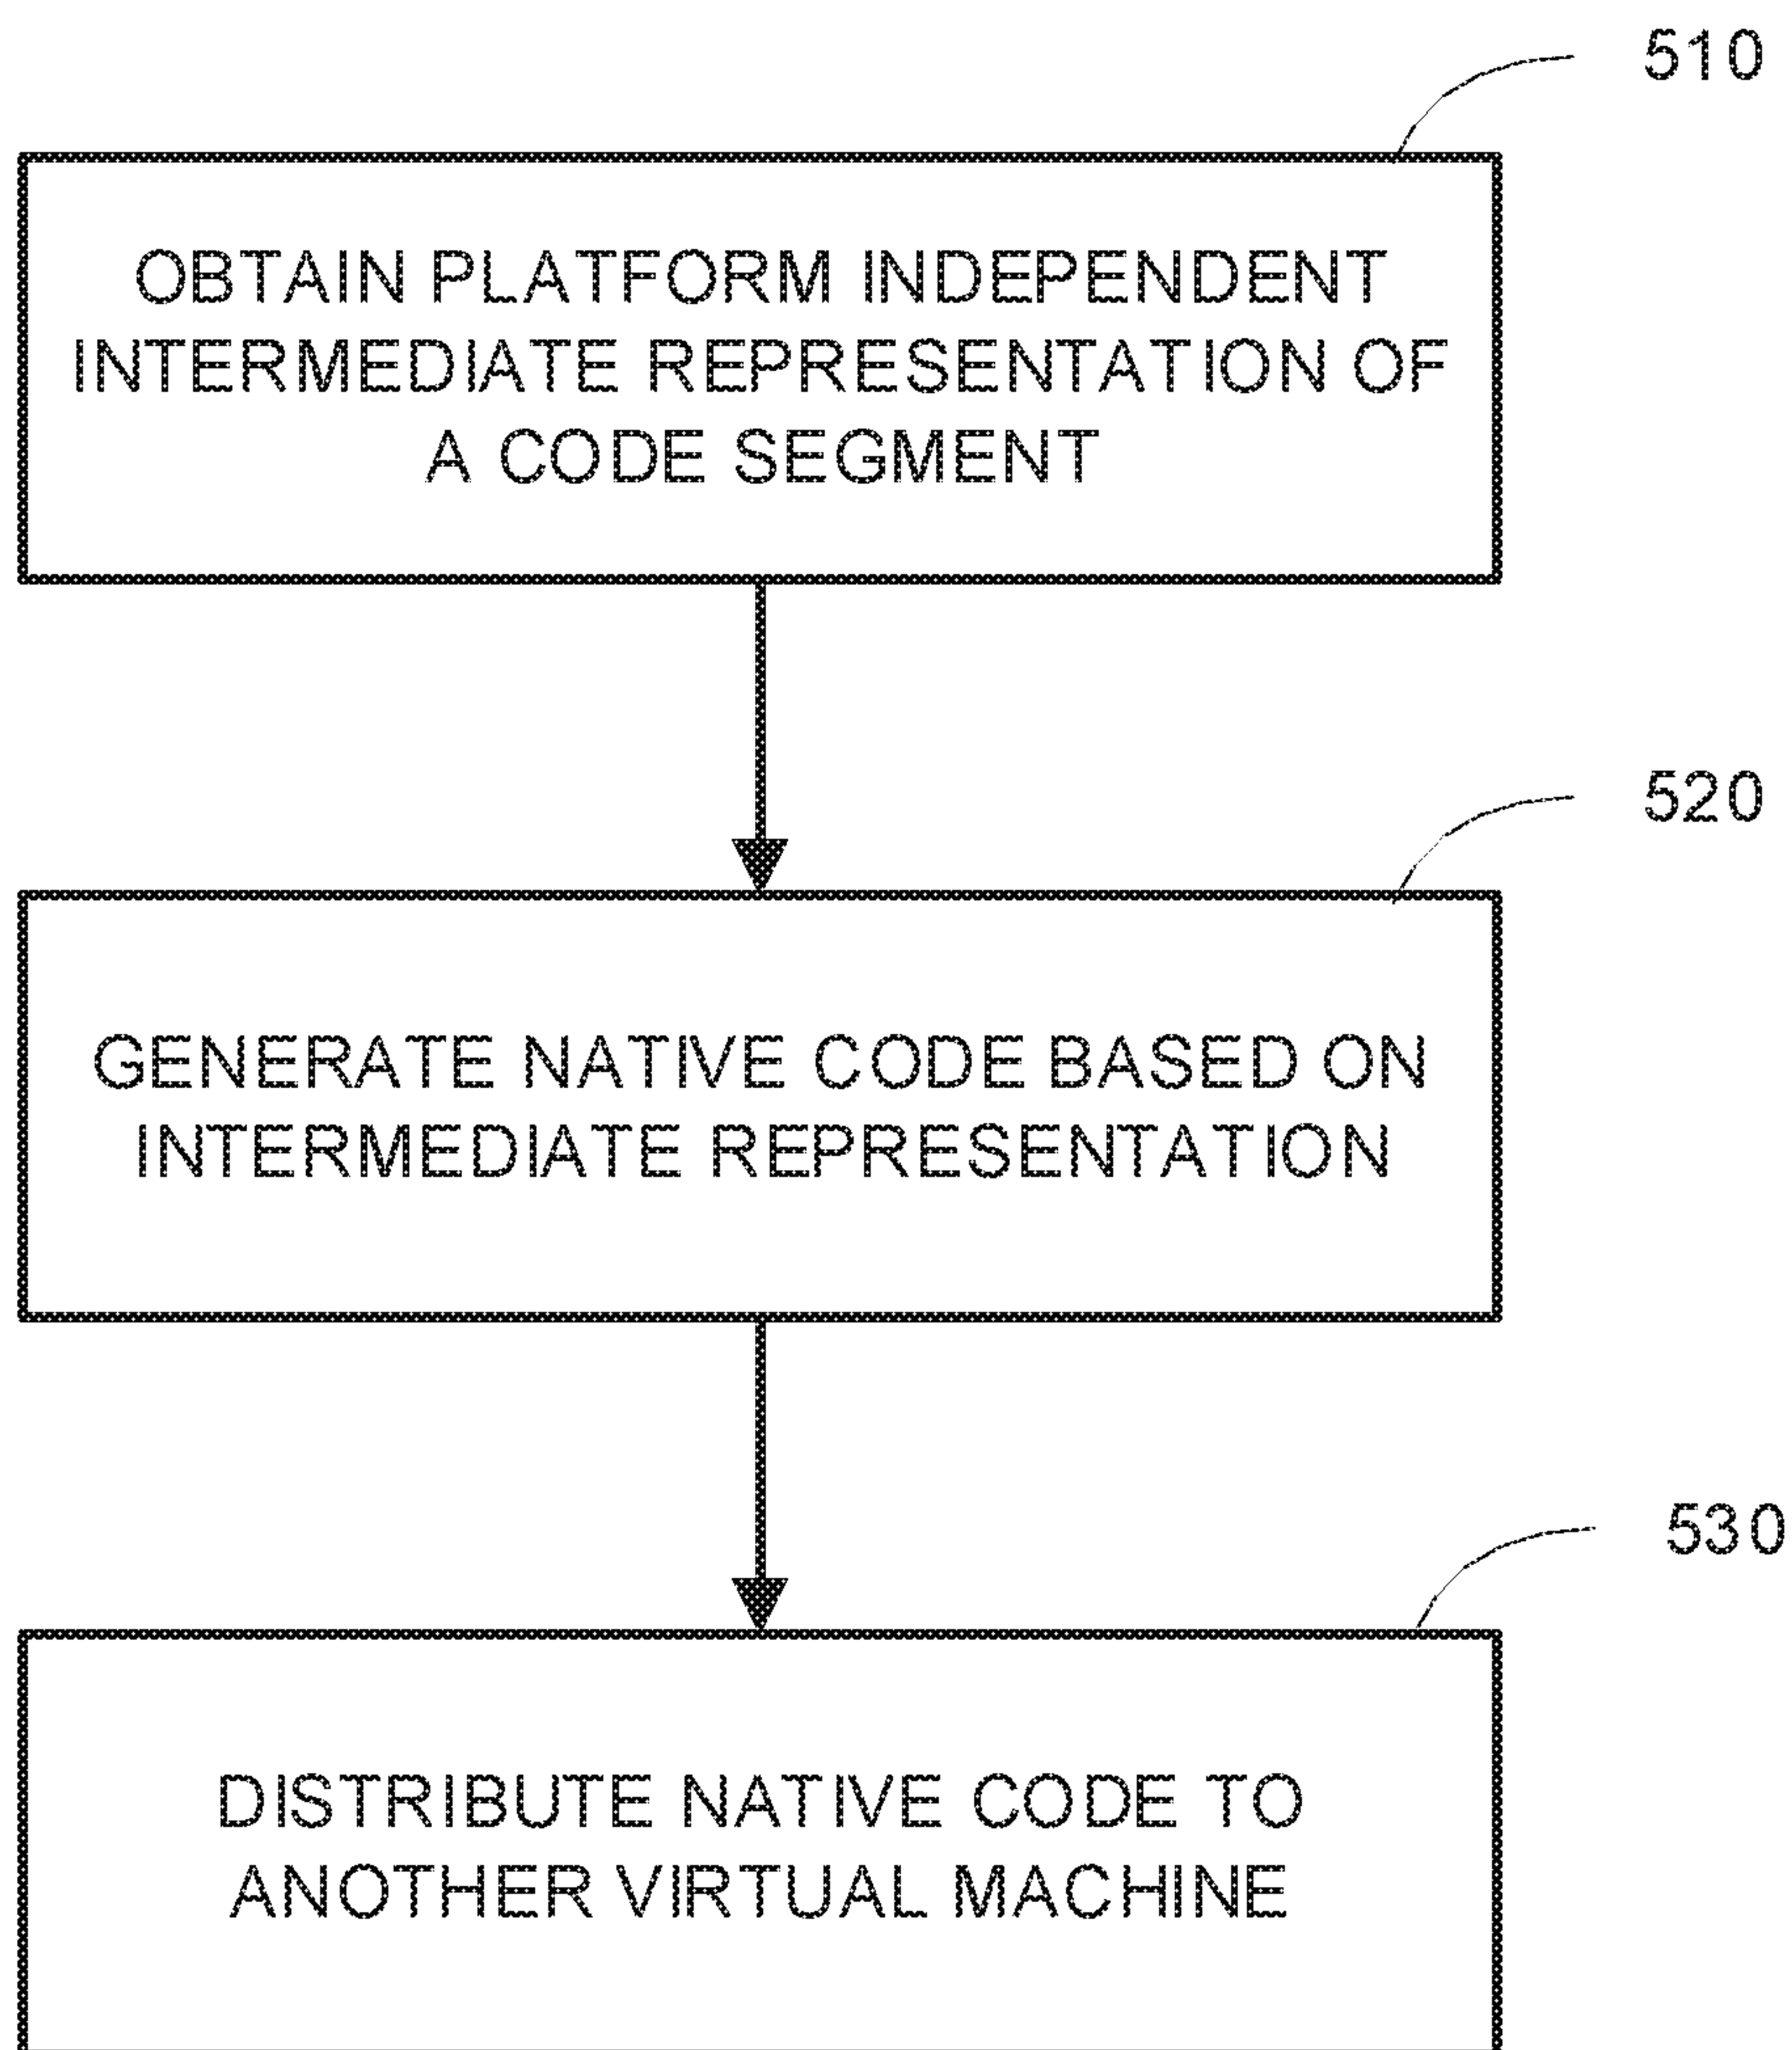 510
OBTAIN PLATFORM INDEPENDENT
INTERMEDIATE REPRESENTATION OF
A CODE SEGMENT
520
GENERATE NATIVE CODE BASED ON
INTERMEDIATE REPRESENTATION
530
DISTRIBUTE NATIVE CODE TO
ANOTHER VIRTUAL MACHINE